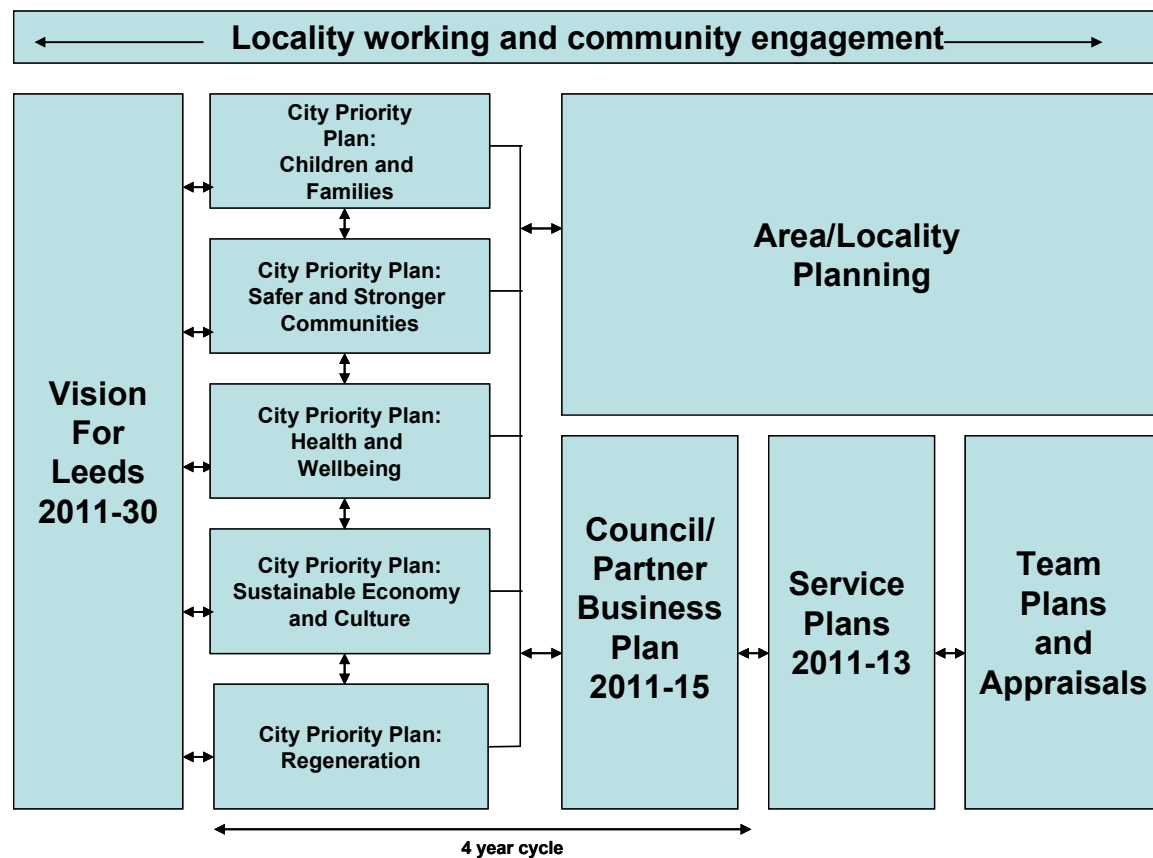 Locality working and community engagement
Vision
For
Leeds
2011-30
City Priority
Plan:
Children and
Families
City Priority Plan:
Safer and Stronger
Communities
City Priority Plan:
Health and
Wellbeing
City Priority Plan:
Sustainable Economy
and Culture
City Priority Plan:
Regeneration
Area/Locality
Planning
Council/
Partner
Business
Plan
2011-15
Service
Plans
2011-13
Team
Plans
and
Appraisals
4 year cycle